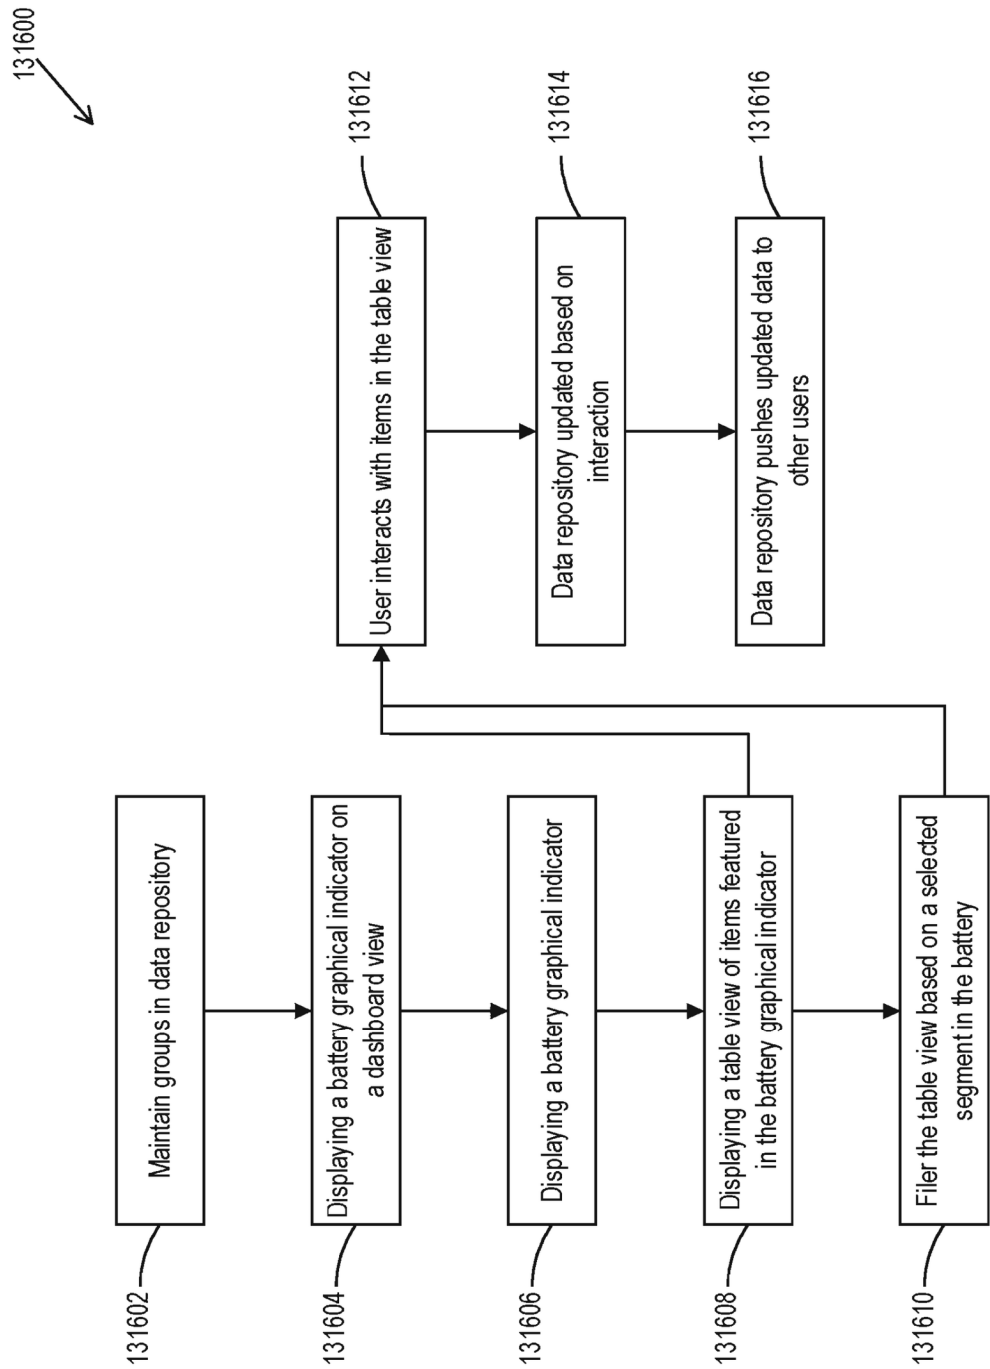 131600
131602
Maintain groups in data repository
131604
Displaying a battery graphical indicator on
a dashboard view
131606
Displaying a battery graphical indicator
131608
Displaying a table view of items featured
in the battery graphical indicator
131610
Filer the table view based on a selected
segment in the battery
131612
User interacts with items in the table view
131614
Data repository updated based on
interaction
131616
Data repository pushes updated data to
other users